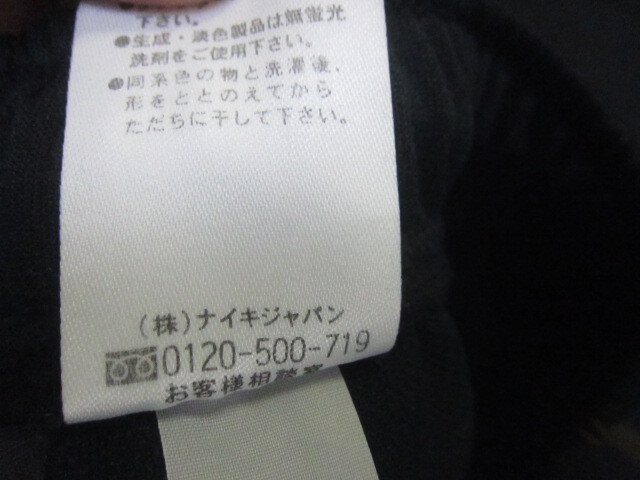 下さい。
●生成・淡色製品は無蛍光
洗剤をご使用下さい。
●同系色の物と洗濯後、
形をととのえてから
ただちに干して下さい。
(株)ナイキジャパン
0120-500-719
お客様相談室